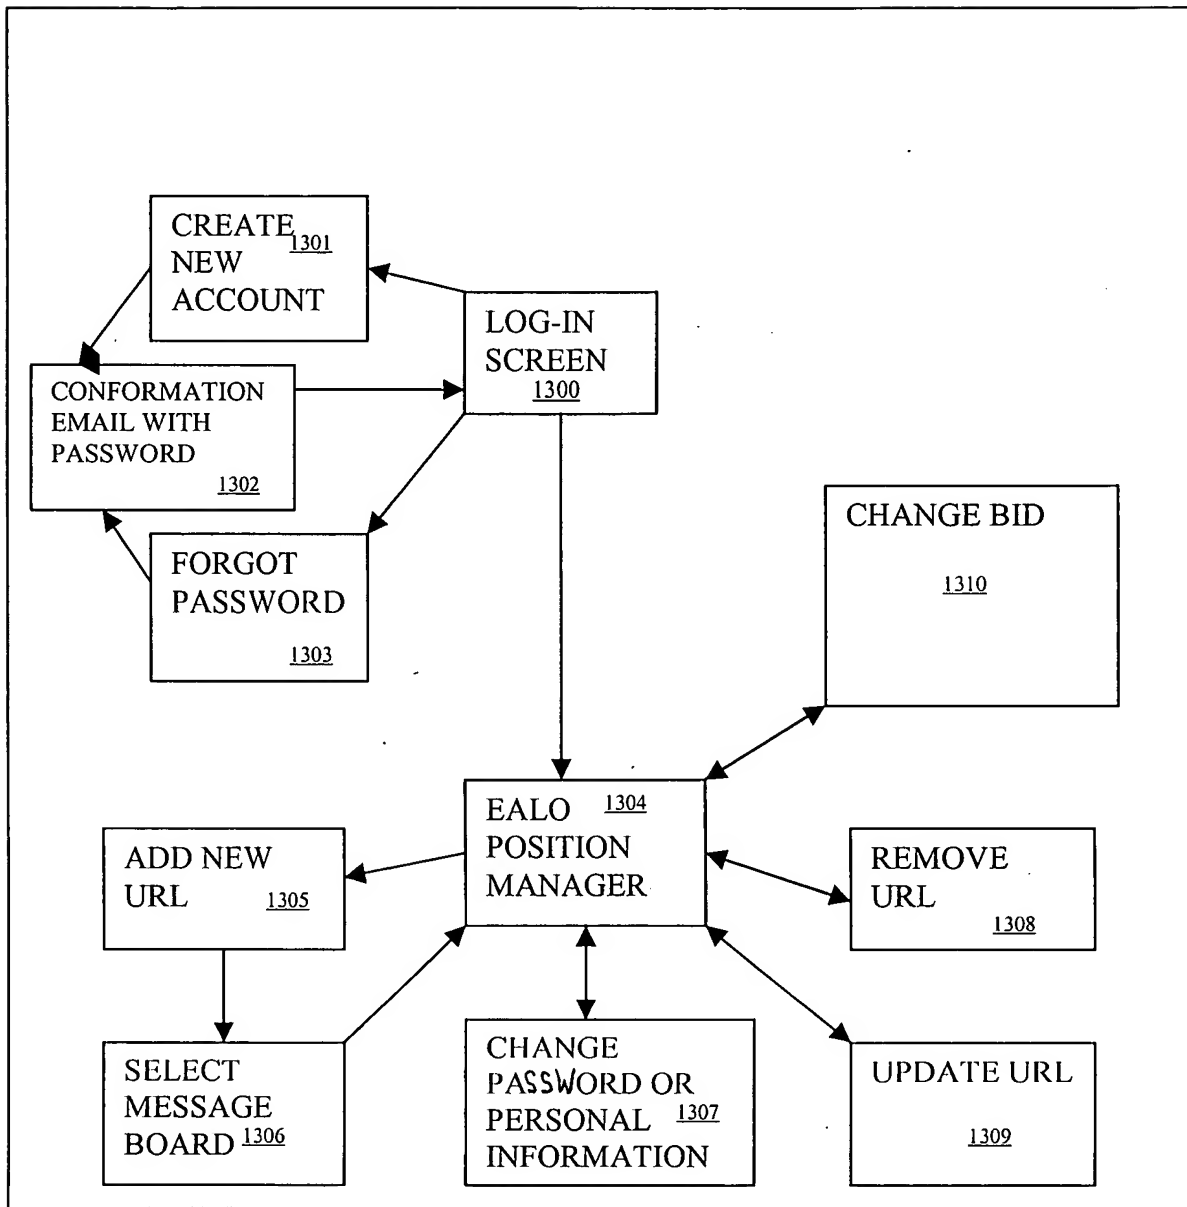 CREATE
1301
NEW
ACCOUNT
LOG-IN
SCREEN
1300
CONFORMATION
EMAIL WITH
PASSWORD
1302
FORGOT
PASSWORD
1303
CHANGE BID
1310
EALO 1304
POSITION
MANAGER
ADD NEW
URL 1305
REMOVE
URL
1308
SELECT
MESSAGE
BOARD 1306
CHANGE
PASSWORD OR
PERSONAL 1307
INFORMATION
UPDATE URL
1309